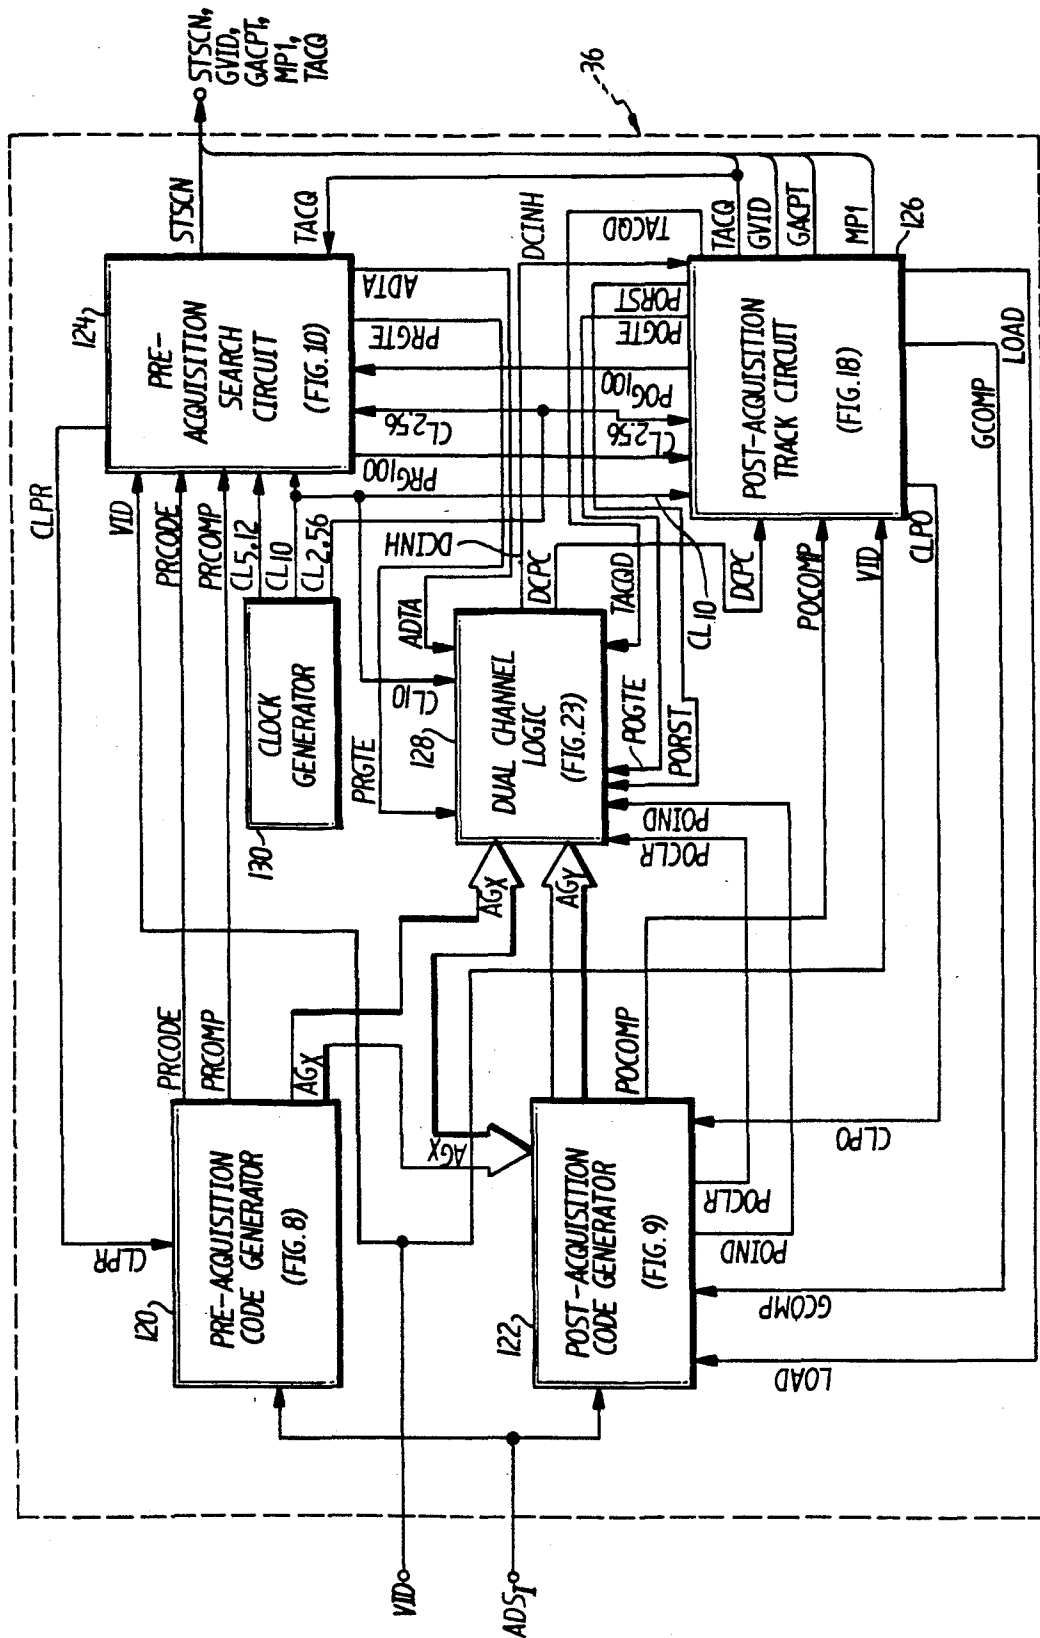 STSCN,
GVID,
GACPT,
MP1,
TACQ
36
124
PRE-
ACQUISITION
SEARCH
CIRCUIT
(FIG. 10)
STSCN
TACQ
CLPR
VID
PRCODE
PRCOMP
CL5.12
CL10
CL2.56
ADTA
PRGTE
PRG100
CL2.56
POG100
CL2.56
CLOCK
GENERATOR
130
DCINH
DCINH
TACQD
PORST
POGTE
TACQ
GVID
GACPT
MP1
126
POST-ACQUISITION
TRACK CIRCUIT
(FIG. 18)
LOAD
GCOMP
CLPO
DCPC
POCOMP
VID
CL10
ADTA
CL10
PRGTE
128
DUAL CHANNEL
LOGIC
(FIG. 23)
DCPC
TACQD
POGTE
PORST
POIND
POCLR
AGX
AGY
PRCODE
PRCOMP
AGX
CLPR
120
PRE-ACQUISITION
CODE GENERATOR
(FIG. 8)
AGX
POCOMP
122
POST-ACQUISITION
CODE GENERATOR
(FIG. 9)
CLPO
POCLR
POIND
GCOMP
LOAD
VID
ADSI